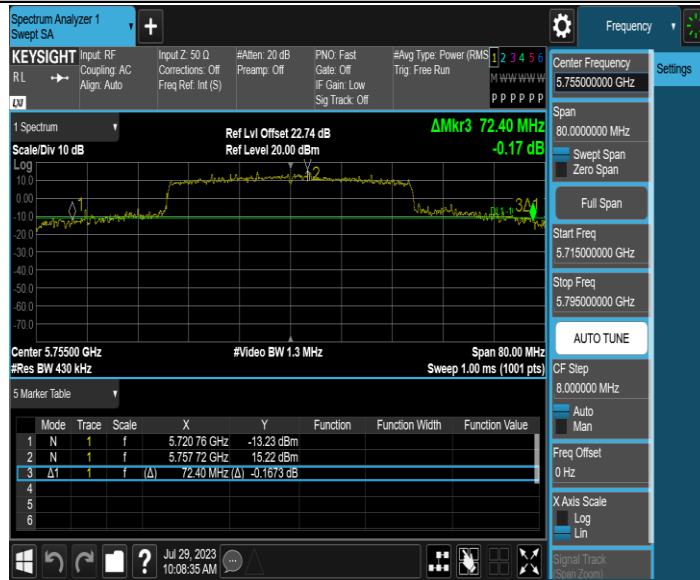 Spectrum Analyzer 1
Swept SA
+
Frequency
KEYSIGHT Input: RF Input Z: 50 Ω #Atten: 20 dB PNO: Fast #Avg Type: Power (RMS 1 2 3 4 5 6
RL Coupling: AC Corrections: Off Preamp: Off Gate: Off Trig: Free Run M W W W W W
Align: Auto Freq Ref: Int (S) IF Gain: Low
Sig Track: Off P P P P P P
LXI
1 Spectrum
Ref Lvl Offset 22.74 dB ΔMkr3 72.40 MHz
Scale/Div 10 dB Ref Level 20.00 dBm -0.17 dB
Log
10.0
0.00
-10.0
-20.0
-30.0
-40.0
-50.0
-60.0
-70.0
1
2
3Δ1
Center 5.75500 GHz #Video BW 1.3 MHz Span 80.00 MHz
#Res BW 430 kHz Sweep 1.00 ms (1001 pts)
5 Marker Table
Mode Trace Scale X Y Function Function Width Function Value
1 N 1 f 5.720 76 GHz -13.23 dBm
2 N 1 f 5.757 72 GHz 15.22 dBm
3 Δ1 1 f (Δ) 72.40 MHz (Δ) -0.1673 dB
4
5
6
?
Jul 29, 2023
10:08:35 AM
Center Frequency
5.755000000 GHz
Settings
Span
80.0000000 MHz
Swept Span
Zero Span
Full Span
Start Freq
5.715000000 GHz
Stop Freq
5.795000000 GHz
AUTO TUNE
CF Step
8.000000 MHz
Auto
Man
Freq Offset
0 Hz
X Axis Scale
Log
Lin
Signal Track
(Span Zoom)